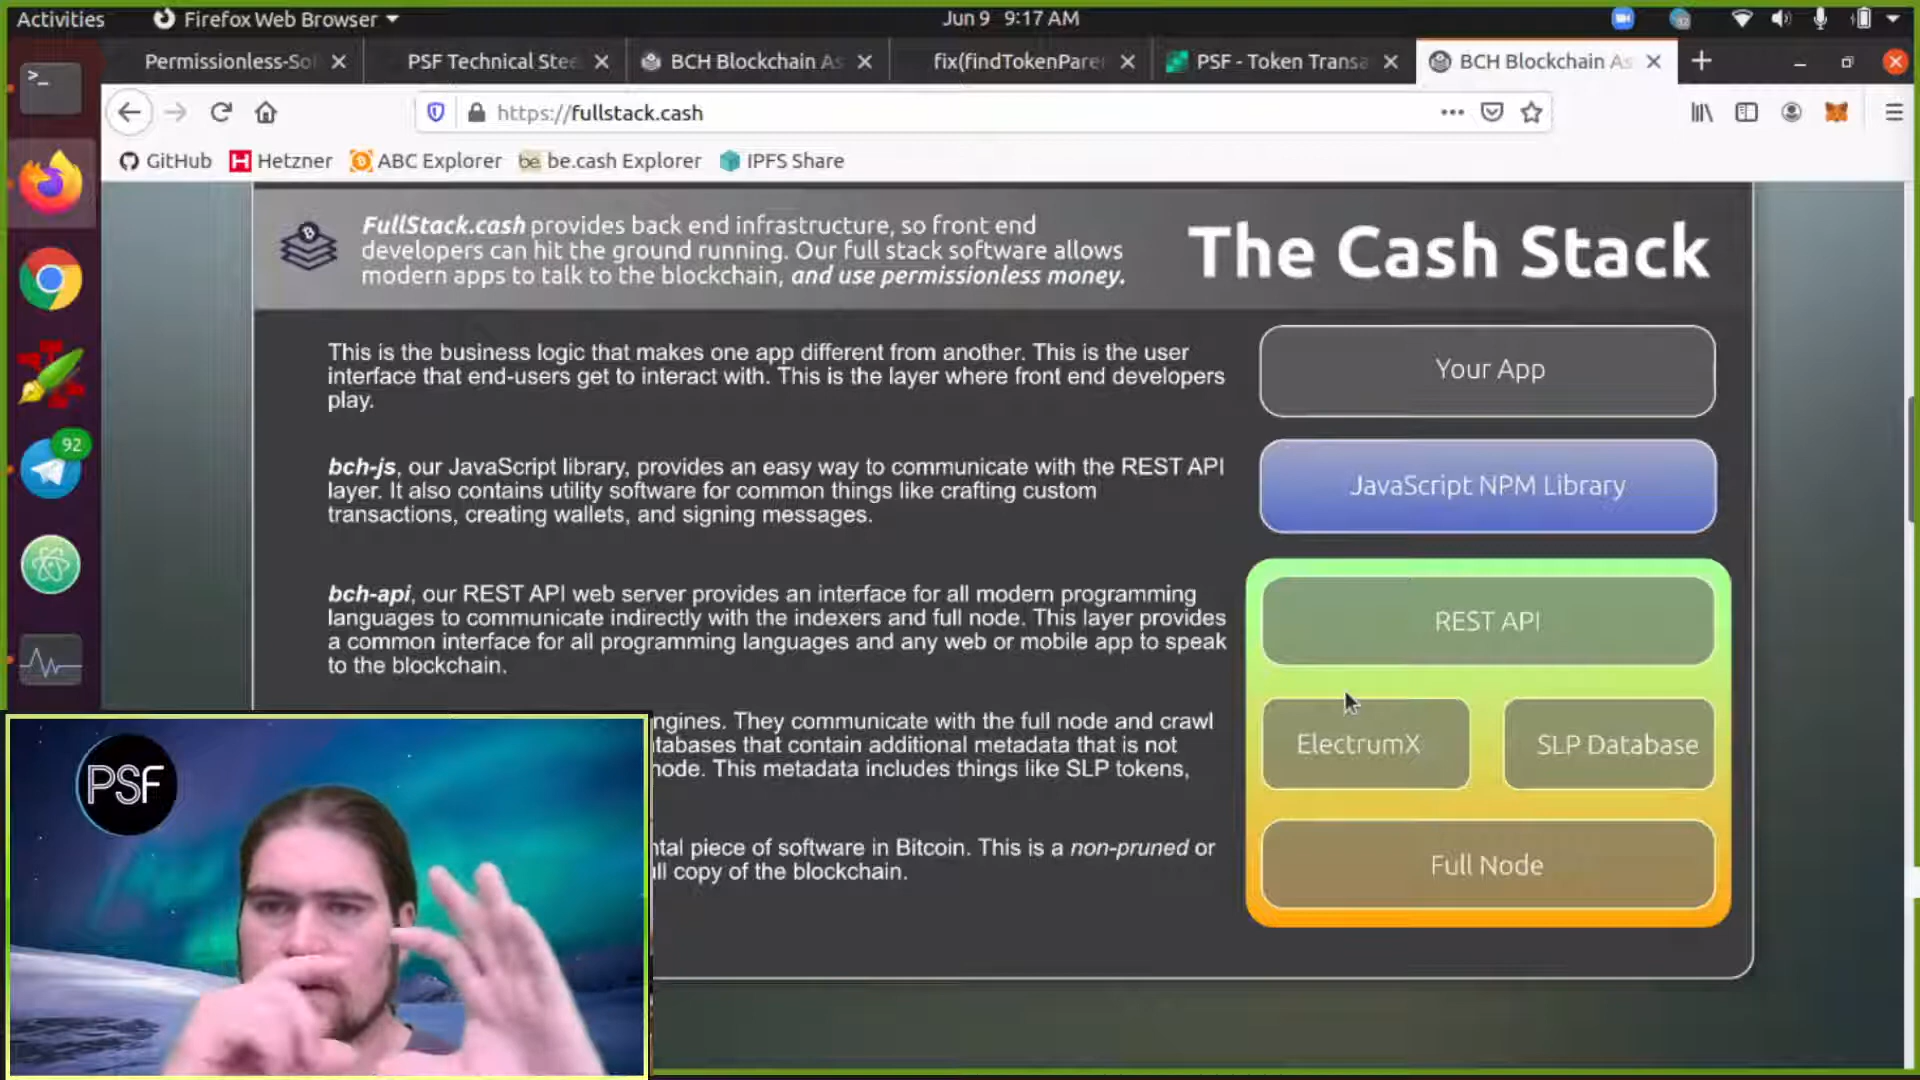 Activities
Firefox Web Browser
Jun 9 9:17 AM
Permissionless-So
PSF Technical Stee
BCH Blockchain As
fix(findTokenPare
PSF - Token Transa
BCH Blockchain As
https://fullstack.cash
GitHub
Hetzner
ABC Explorer
be.cash Explorer
IPFS Share
FullStack.cash provides back end infrastructure, so front end
developers can hit the ground running. Our full stack software allows
modern apps to talk to the blockchain, and use permissionless money.
The Cash Stack
This is the business logic that makes one app different from another. This is the user
interface that end-users get to interact with. This is the layer where front end developers
play.
Your App
bch-js, our JavaScript library, provides an easy way to communicate with the REST API
layer. It also contains utility software for common things like crafting custom
transactions, creating wallets, and signing messages.
JavaScript NPM Library
bch-api, our REST API web server provides an interface for all modern programming
languages to communicate indirectly with the indexers and full node. This layer provides
a common interface for all programming languages and any web or mobile app to speak
to the blockchain.
REST API
ngines. They communicate with the full node and crawl
tabases that contain additional metadata that is not
node. This metadata includes things like SLP tokens,
ElectrumX
SLP Database
ntal piece of software in Bitcoin. This is a non-pruned or
ll copy of the blockchain.
Full Node
92
PSF